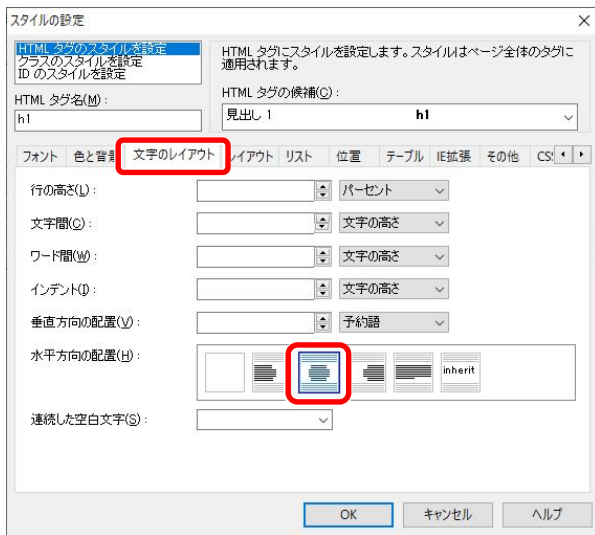 スタイルの設定
HTML タグのスタイルを設定
クラスのスタイルを設定
ID のスタイルを設定
HTML タグにスタイルを設定します。スタイルはページ全体のタグに
適用されます。
HTML タグ名(M):
HTML タグの候補(C):
h1
見出し 1 h1
フォント 色と背景 文字のレイアウト レイアウト リスト 位置 テーブル IE拡張 その他 CS
行の高さ(L): パーセント
文字間(C): 文字の高さ
ワード間(W): 文字の高さ
インデント(I): 文字の高さ
垂直方向の配置(V): 予約語
水平方向の配置(H): inherit
連続した空白文字(S):
OK キャンセル ヘルプ